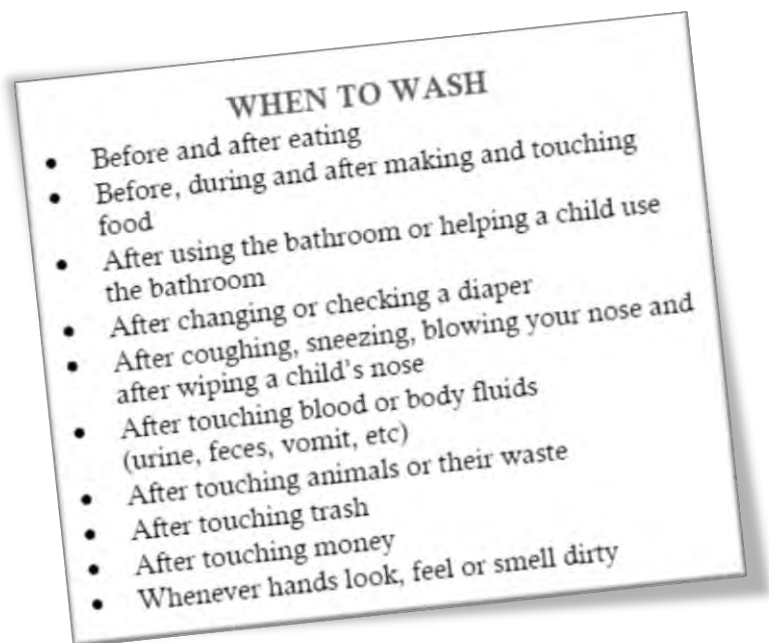 WHEN TO WASH
• Before and after eating
• Before, during and after making and touching
food
• After using the bathroom or helping a child use
the bathroom
• After changing or checking a diaper
• After coughing, sneezing, blowing your nose and
after wiping a child's nose
• After touching blood or body fluids
(urine, feces, vomit, etc)
• After touching animals or their waste
• After touching trash
• After touching money
• Whenever hands look, feel or smell dirty